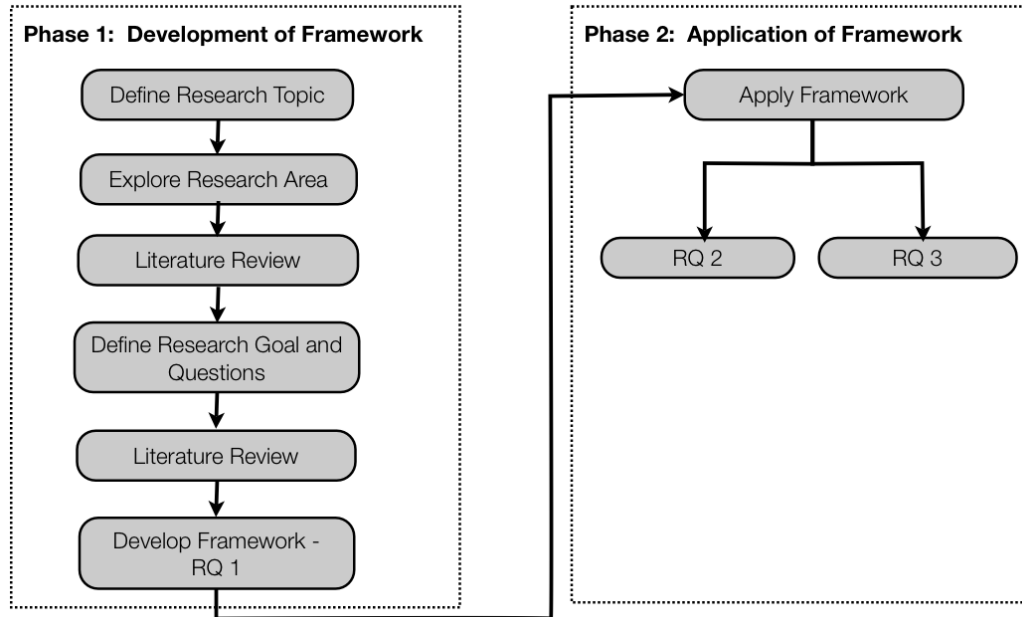 Phase 1: Development of Framework
Define Research Topic
Explore Research Area
Literature Review
Define Research Goal and
Questions
Literature Review
Develop Framework -
RQ 1
Phase 2: Application of Framework
Apply Framework
RQ 2
RQ 3